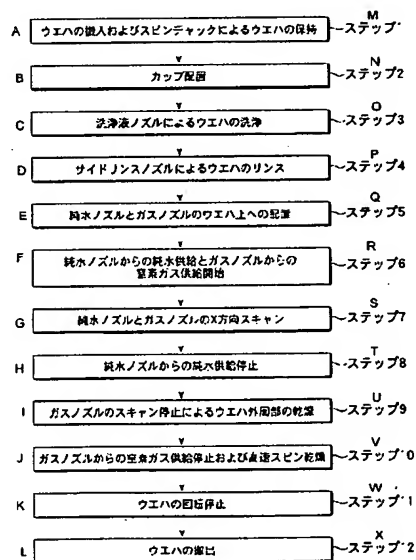 M
A ウエハの搬入およびスピンチャックによるウエハの保持 ステップ1
N
B カップ配置 ステップ2
O
C 洗浄液ノズルによるウエハの洗浄 ステップ3
P
D サイドリンスノズルによるウエハのリンス ステップ4
Q
E 純水ノズルとガスノズルのウエハ上への配置 ステップ5
R
F 純水ノズルからの純水供給とガスノズルからの
窒素ガス供給開始 ステップ6
S
G 純水ノズルとガスノズルのX方向スキャン ステップ7
T
H 純水ノズルからの純水供給停止 ステップ8
U
I ガスノズルのスキャン停止によるウエハ外周部の乾燥 ステップ9
V
J ガスノズルからの窒素ガス供給停止および高速スピン乾燥 ステップ10
W
K ウエハの回転停止 ステップ11
X
L ウエハの搬出 ステップ12